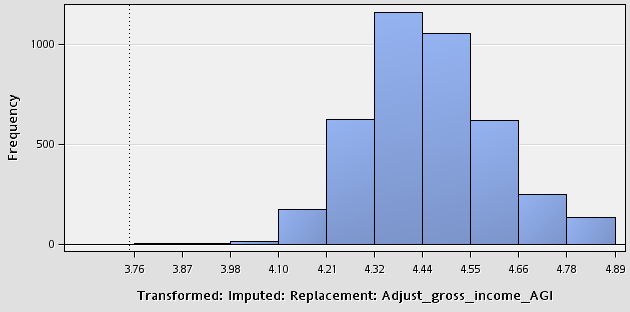 1000
500
0
Frequency
3.76 3.87 3.98 4.10 4.21 4.32 4.44 4.55 4.66 4.78 4.89
Transformed: Imputed: Replacement: Adjust_gross_income_AGI